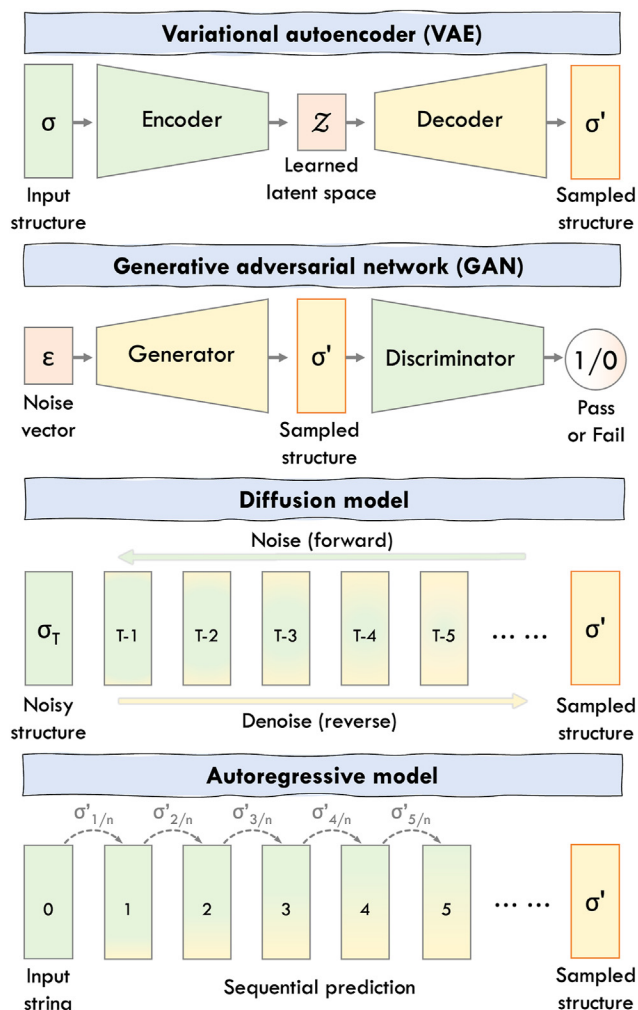 Variational autoencoder (VAE)
σ
Encoder
𝒵
Decoder
σ'
Input
structure
Learned
latent space
Sampled
structure
Generative adversarial network (GAN)
ε
Generator
σ'
Discriminator
1/0
Noise
vector
Sampled
structure
Pass
or Fail
Diffusion model
Noise (forward)
σT
T-1
T-2
T-3
T-4
T-5
... ...
σ'
Noisy
structure
Denoise (reverse)
Sampled
structure
Autoregressive model
σ'1/n
σ'2/n
σ'3/n
σ'4/n
σ'5/n
0
1
2
3
4
5
... ...
σ'
Input
string
Sequential prediction
Sampled
structure